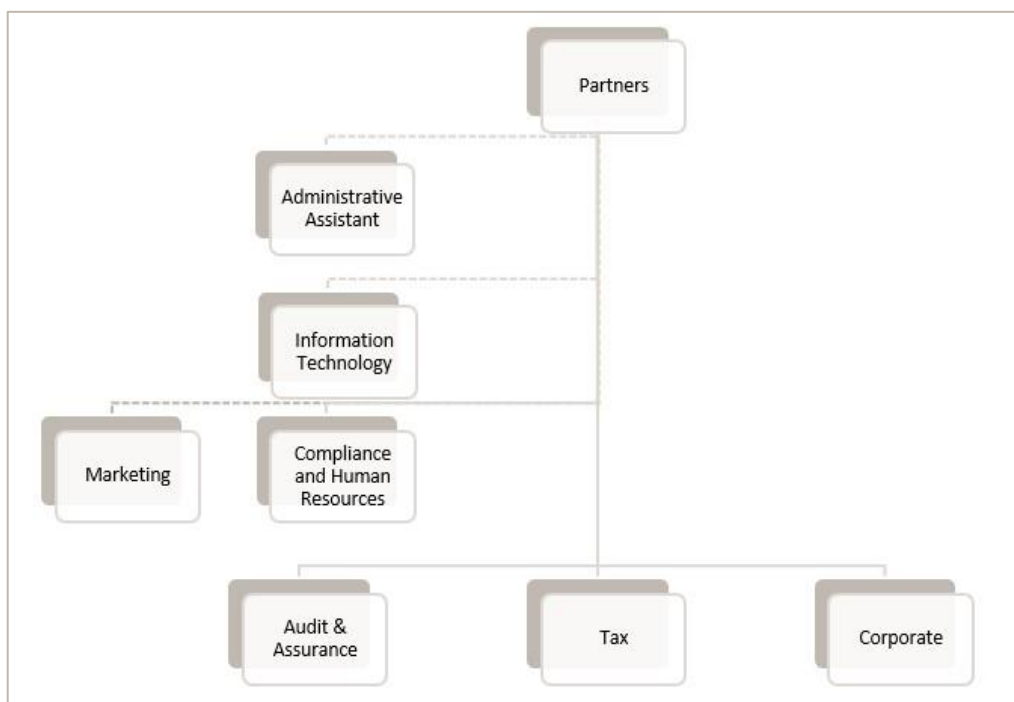 Partners
Administrative
Assistant
Information
Technology
Marketing
Compliance
and Human
Resources
Audit &
Assurance
Tax
Corporate